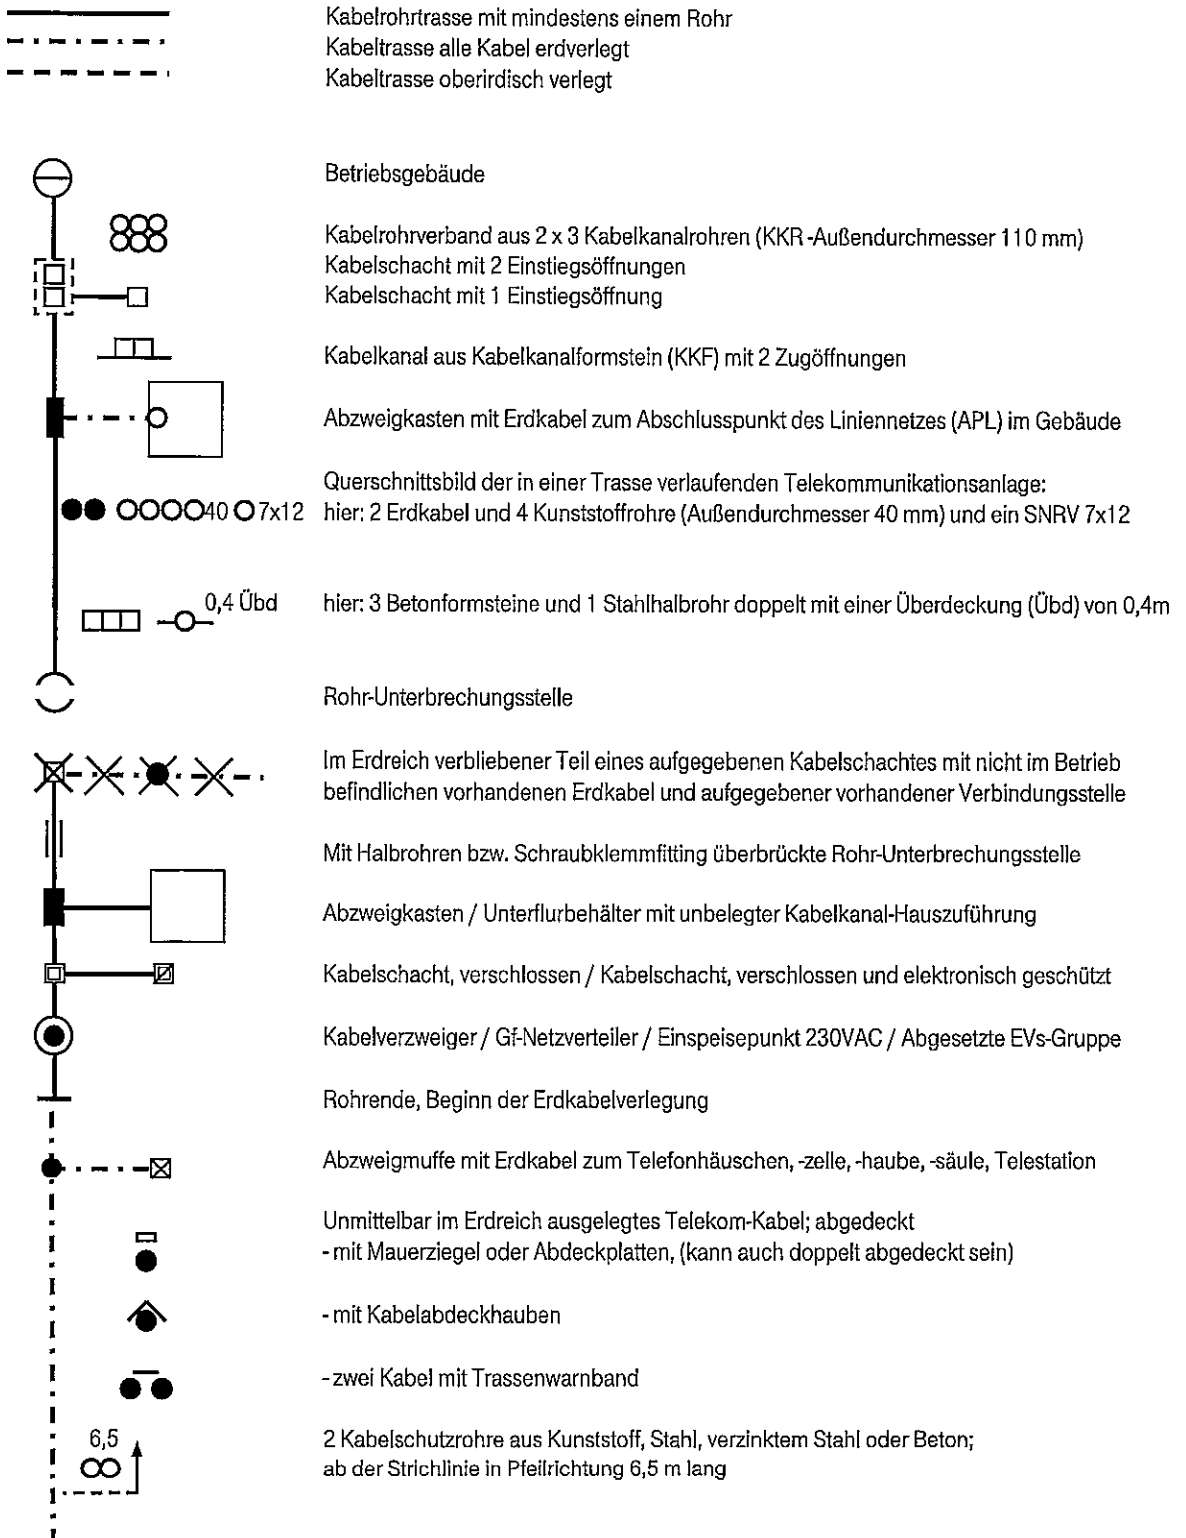 Kabelrohrtrasse mit mindestens einem Rohr
Kabeltrasse alle Kabel erdverlegt
Kabeltrasse oberirdisch verlegt
Betriebsgebäude
Kabelrohrverband aus 2 x 3 Kabelkanalrohren (KKR -Außendurchmesser 110 mm)
Kabelschacht mit 2 Einstiegsöffnungen
Kabelschacht mit 1 Einstiegsöffnung
Kabelkanal aus Kabelkanalformstein (KKF) mit 2 Zugöffnungen
Abzweigkasten mit Erdkabel zum Abschlusspunkt des Liniennetzes (APL) im Gebäude
Querschnittsbild der in einer Trasse verlaufenden Telekommunikationsanlage:
40 7x12 hier: 2 Erdkabel und 4 Kunststoffrohre (Außendurchmesser 40 mm) und ein SNRV 7x12
0,4 Übd hier: 3 Betonformsteine und 1 Stahlhalbrohr doppelt mit einer Überdeckung (Übd) von 0,4m
Rohr-Unterbrechungsstelle
Im Erdreich verbliebener Teil eines aufgegebenen Kabelschachtes mit nicht im Betrieb
befindlichen vorhandenen Erdkabel und aufgegebener vorhandener Verbindungsstelle
Mit Halbrohren bzw. Schraubklemmfitting überbrückte Rohr-Unterbrechungsstelle
Abzweigkasten / Unterflurbehälter mit unbelegter Kabelkanal-Hauszuführung
Kabelschacht, verschlossen / Kabelschacht, verschlossen und elektronisch geschützt
Kabelverzweiger / Gf-Netzverteiler / Einspeisepunkt 230VAC / Abgesetzte EVs-Gruppe
Rohrende, Beginn der Erdkabelverlegung
Abzweigmuffe mit Erdkabel zum Telefonhäuschen, -zelle, -haube, -säule, Telestation
Unmittelbar im Erdreich ausgelegtes Telekom-Kabel; abgedeckt
- mit Mauerziegel oder Abdeckplatten, (kann auch doppelt abgedeckt sein)
- mit Kabelabdeckhauben
- zwei Kabel mit Trassenwarnband
6,5 2 Kabelschutzrohre aus Kunststoff, Stahl, verzinktem Stahl oder Beton;
ab der Strichlinie in Pfeilrichtung 6,5 m lang